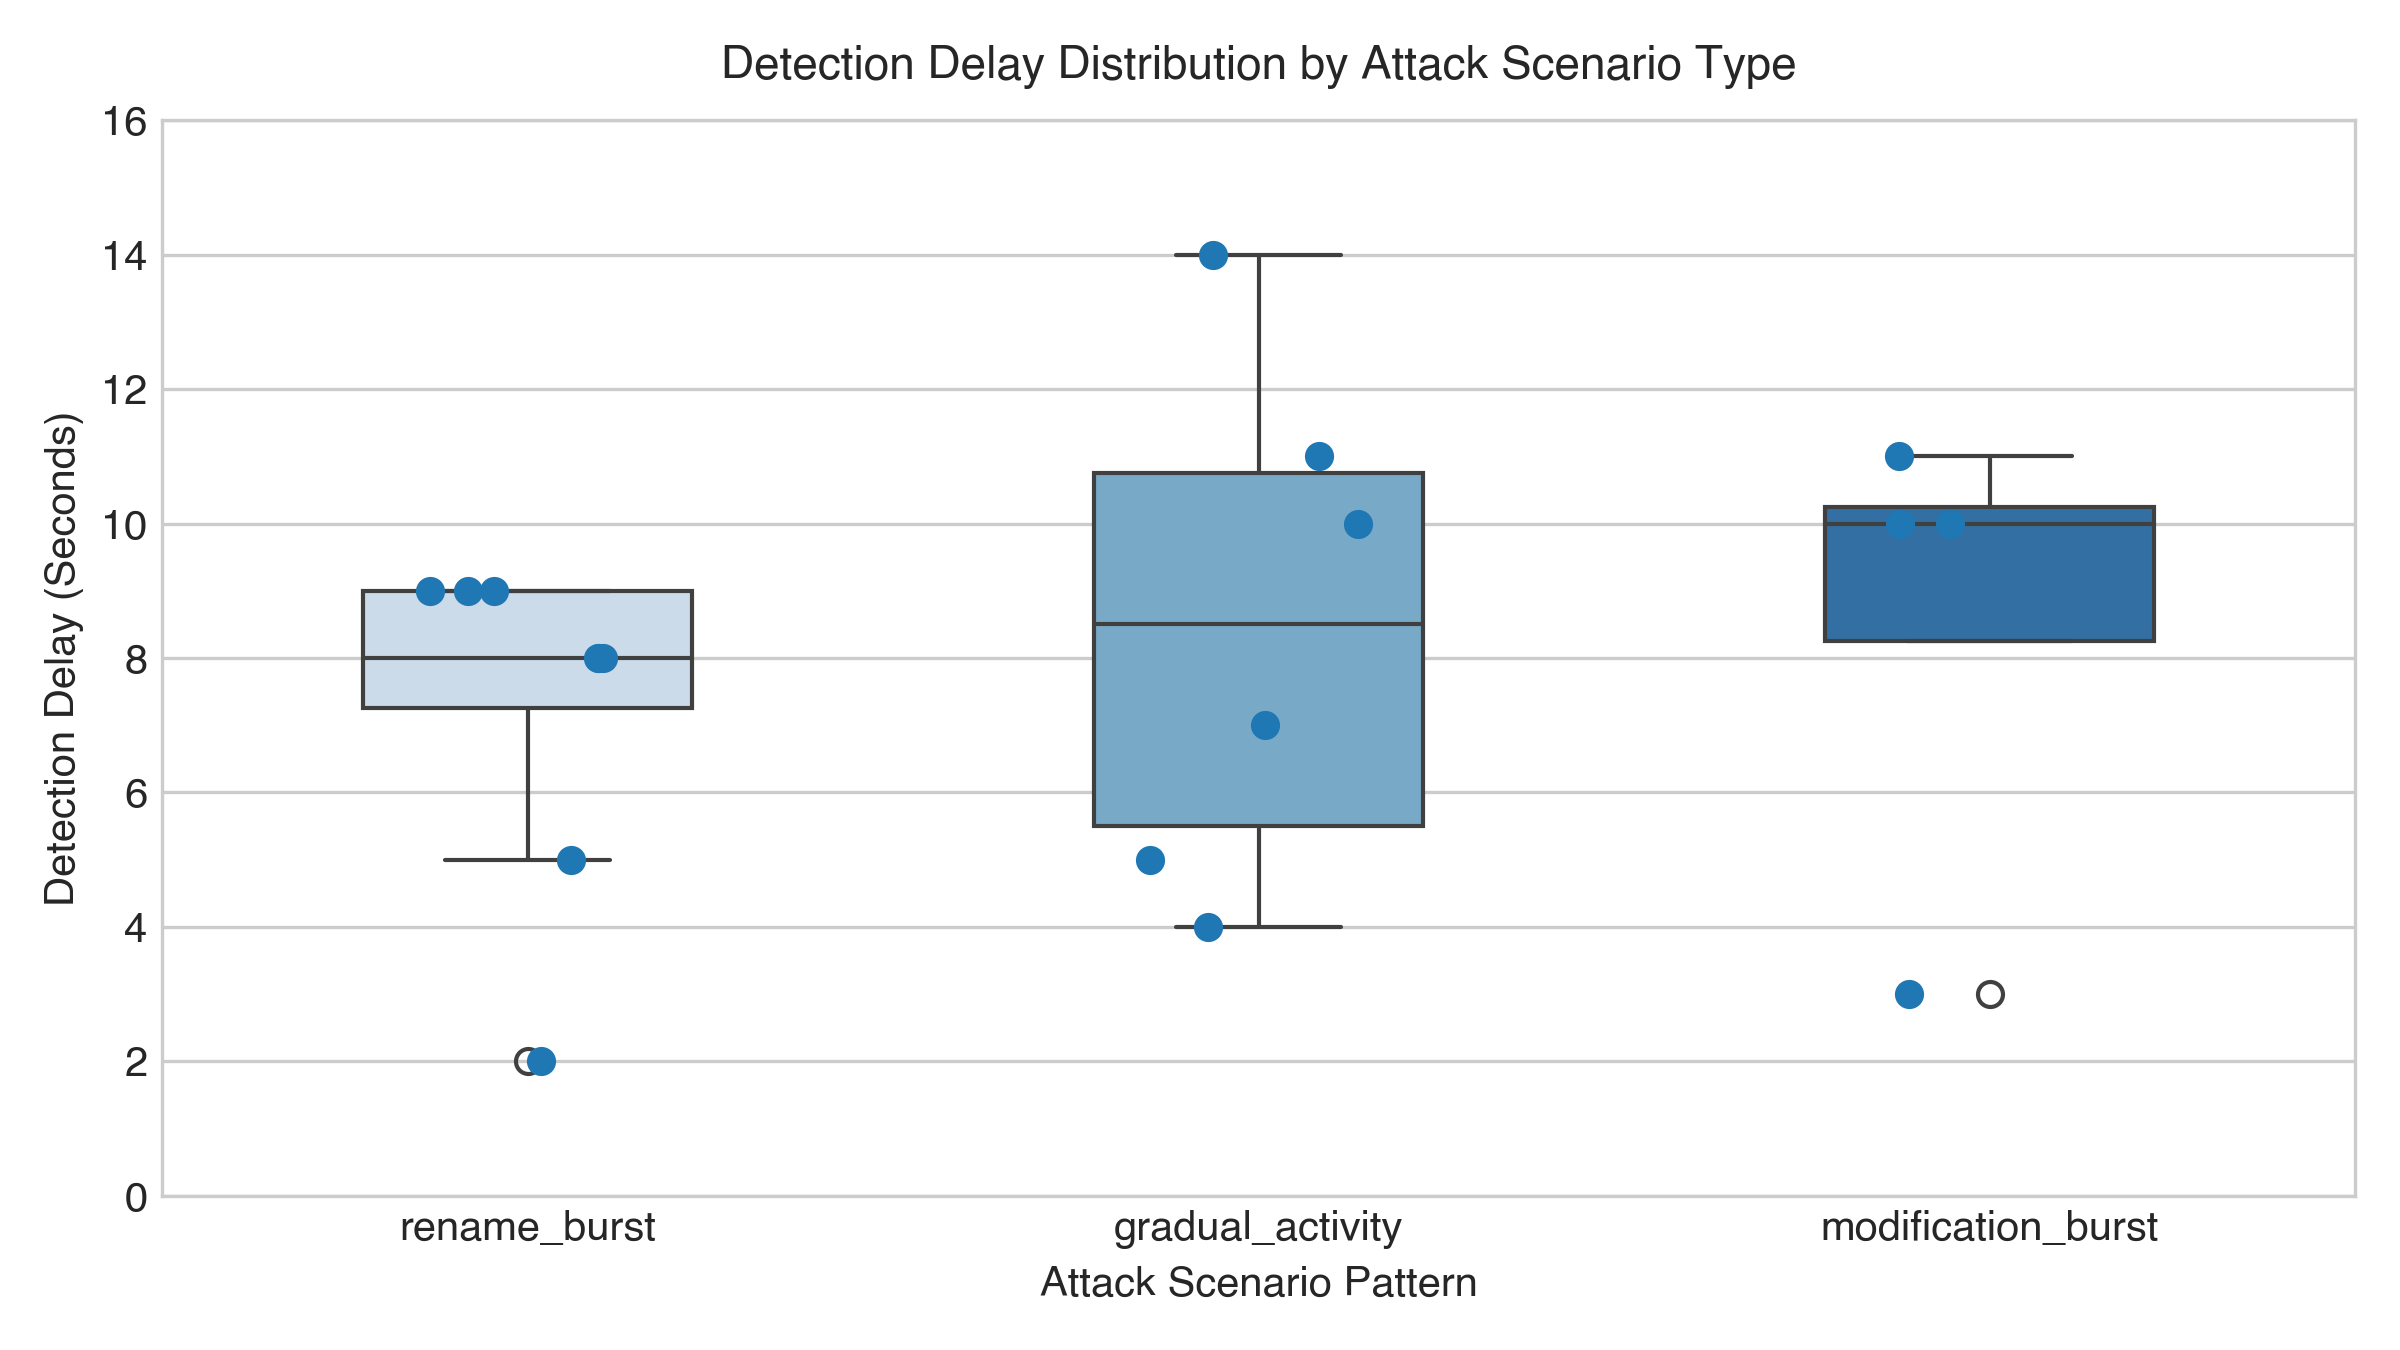 Detection Delay Distribution by Attack Scenario Type
16
14
12
10
8
6
4
2
0
Detection Delay (Seconds)
rename_burst
gradual_activity
modification_burst
Attack Scenario Pattern